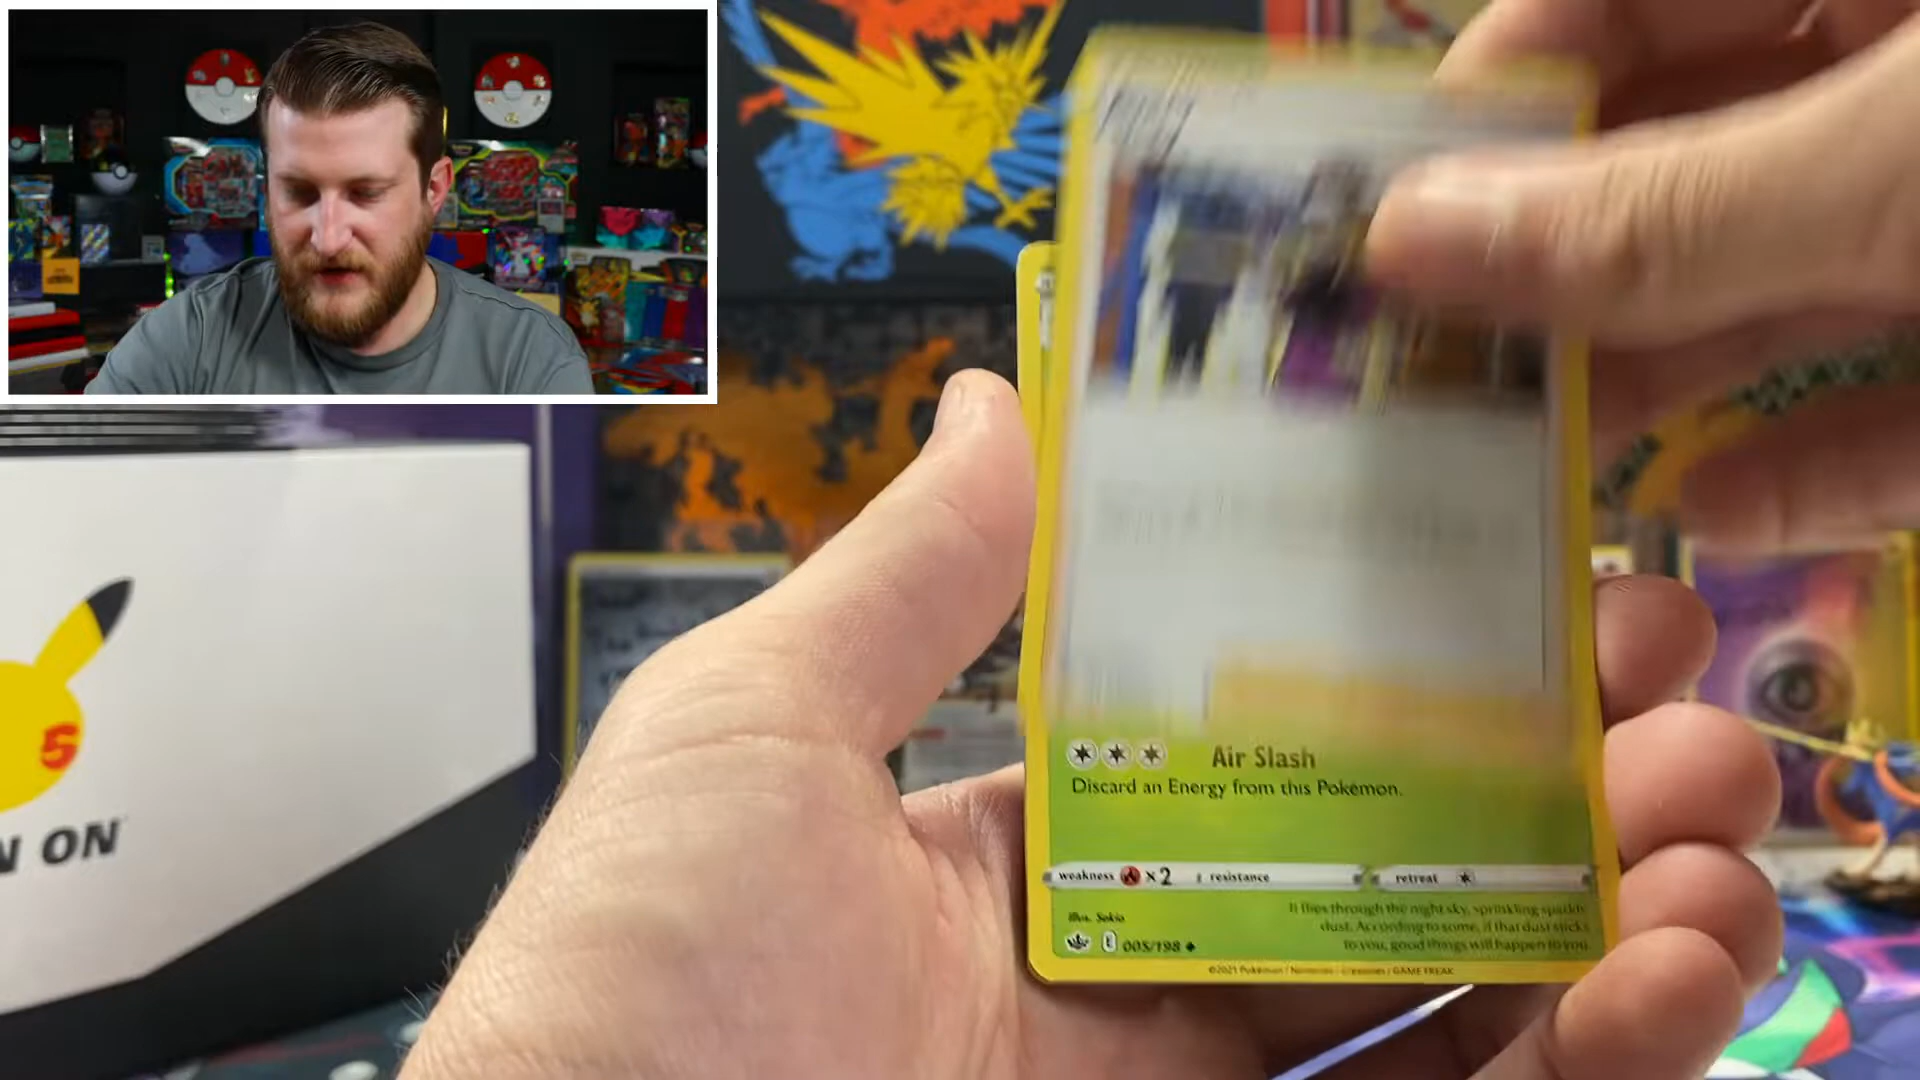 N ON
5
Air Slash
Discard an Energy from this Pokémon.
weakness ×2 resistance retreat
Illus. Sekio
It flies through the night sky, sprinkling sparkly
dust. According to some, if that dust sticks
to you, good things will happen to you.
E 005/198
©2021 Pokémon / Nintendo / Creatures / GAME FREAK